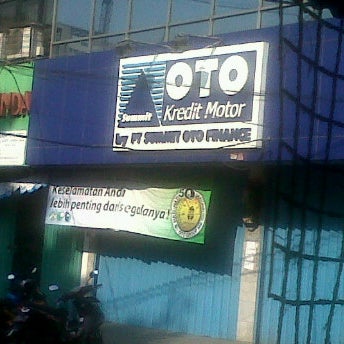 OTO
Summit
Kredit Motor
by PT SUMMIT OTO FINANCE
Keselamatan Anda
lebih penting dari segalanya!